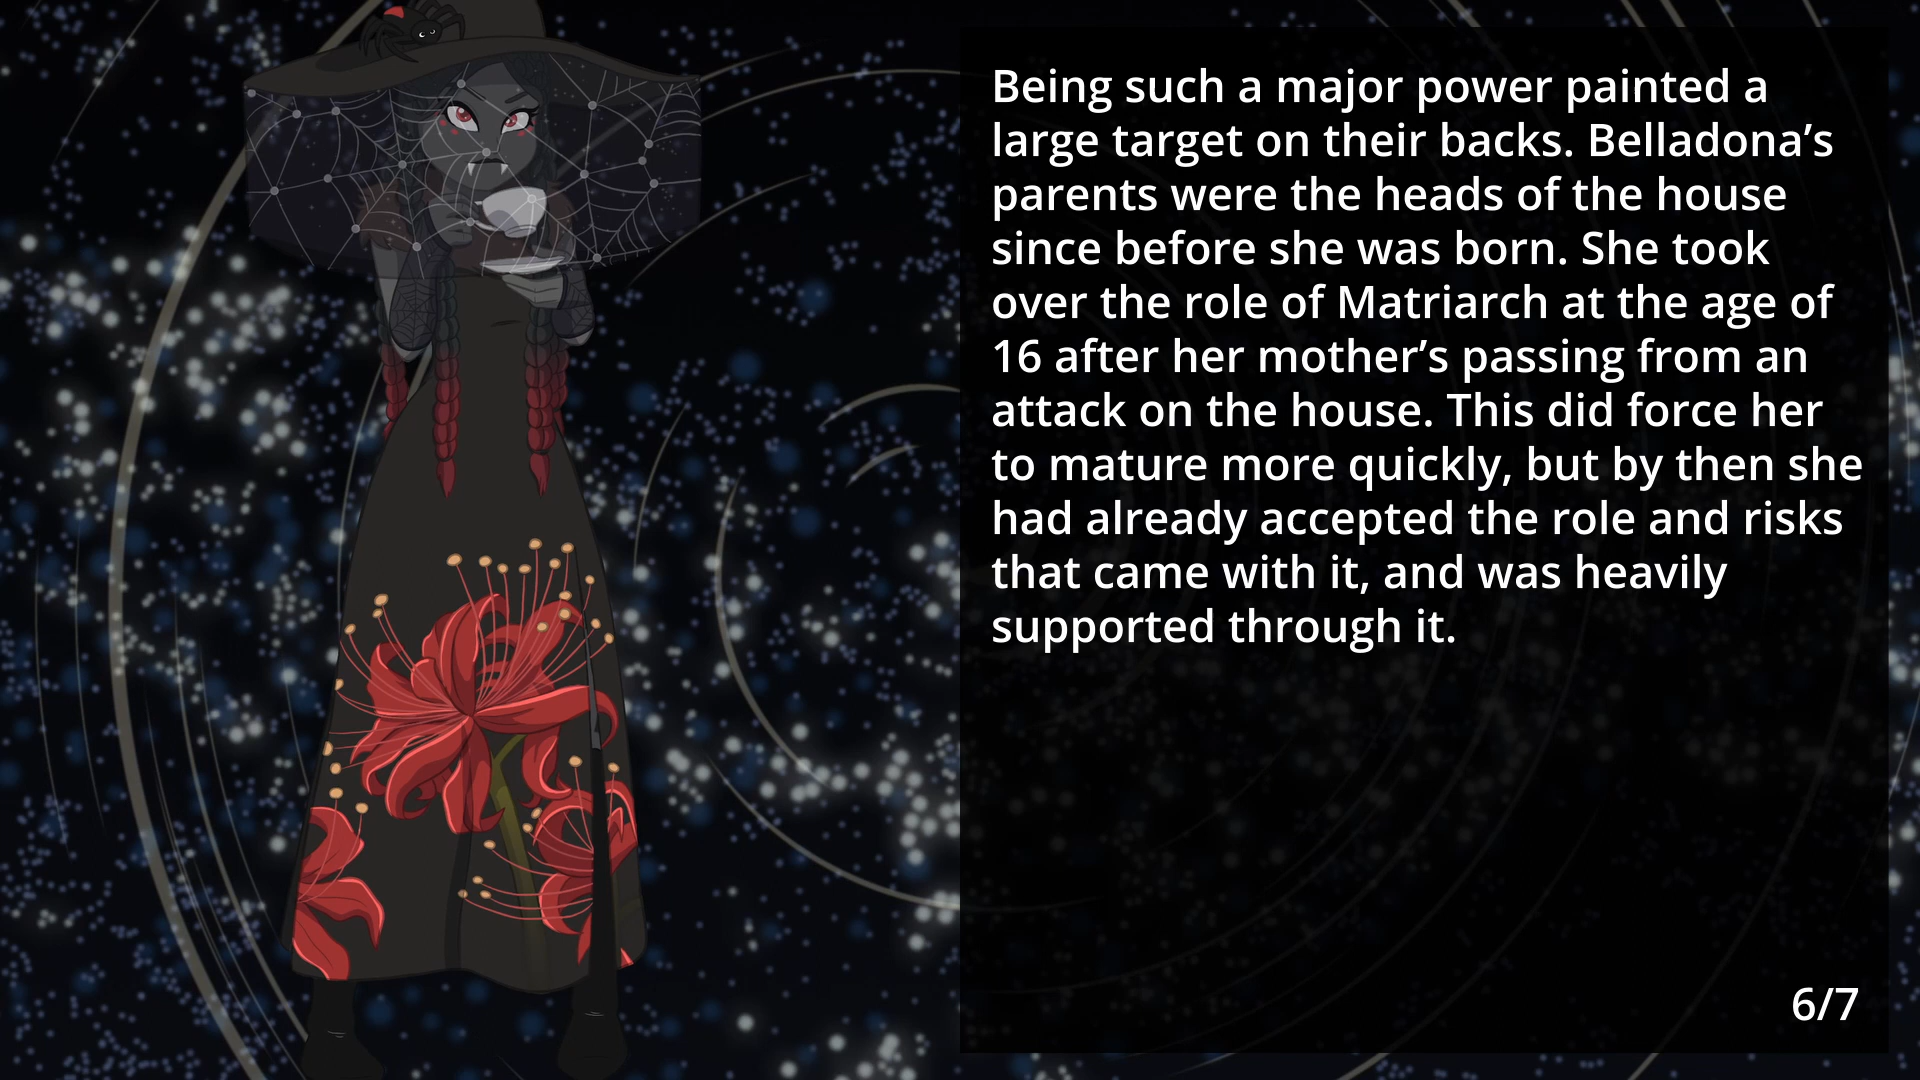 Being such a major power painted a
large target on their backs. Belladona’s
parents were the heads of the house
since before she was born. She took
over the role of Matriarch at the age of
16 after her mother’s passing from an
attack on the house. This did force her
to mature more quickly, but by then she
had already accepted the role and risks
that came with it, and was heavily
supported through it.
6/7